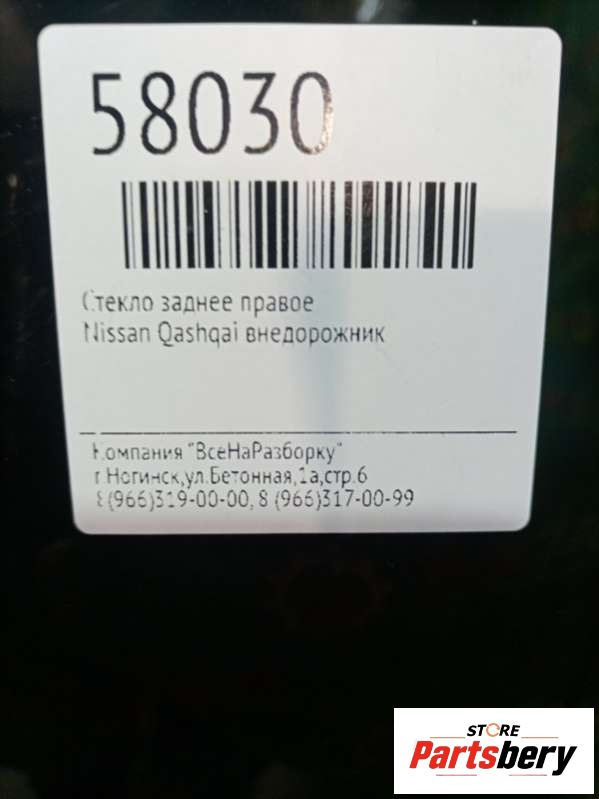 58030
Стекло заднее правое
Nissan Qashqai внедорожник
Компания "ВсеНаРазборку"
г Ногинск,ул.Бетонная,1а,стр.6
8(966)319-00-00, 8 (966)317-00-99
STORE
Partsbery